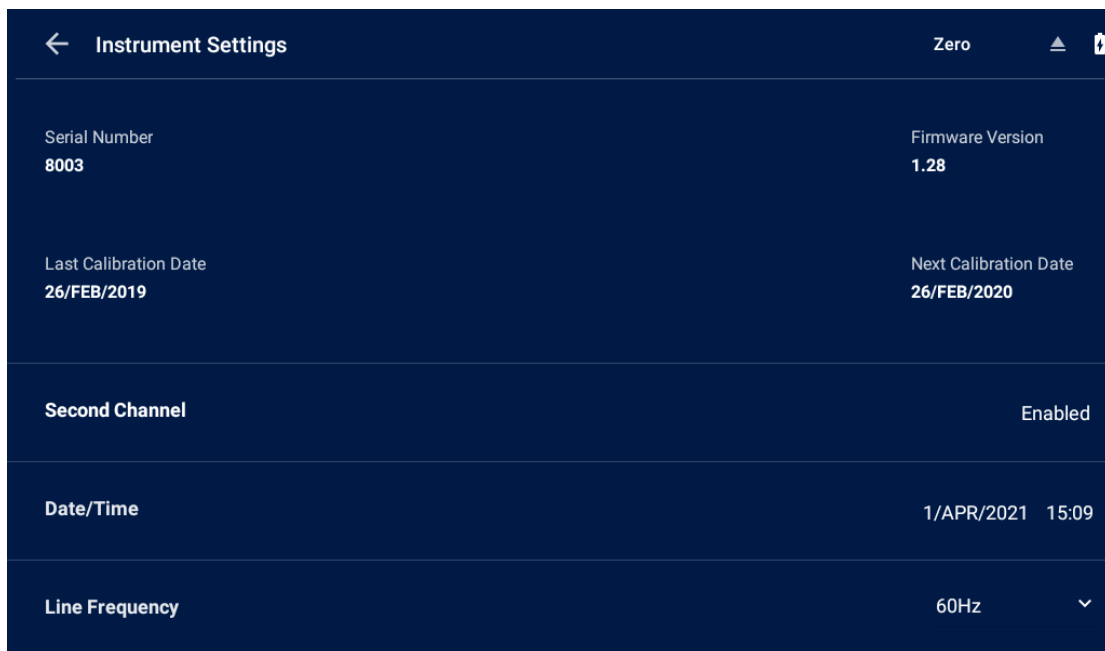 Instrument Settings Zero
Serial Number Firmware Version
8003 1.28
Last Calibration Date Next Calibration Date
26/FEB/2019 26/FEB/2020
Second Channel Enabled
Date/Time 1/APR/2021 15:09
Line Frequency 60Hz